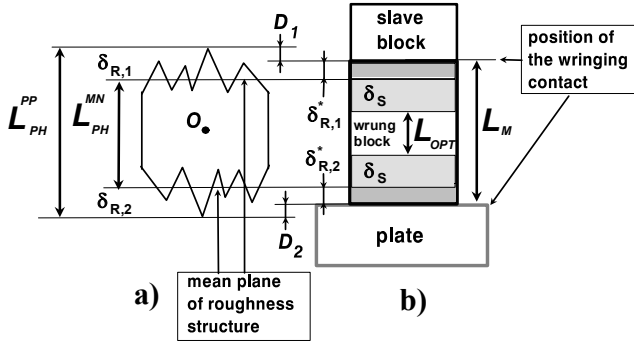 D1
slave
block
position
of the wringing
contact
δR,1
δS
δ*R,1
LPPPH
LMNPH
O
wrung
block
LOPT
LM
δ*R,2
δS
δR,2
D2
plate
a)
mean plane
of roughness
structure
b)